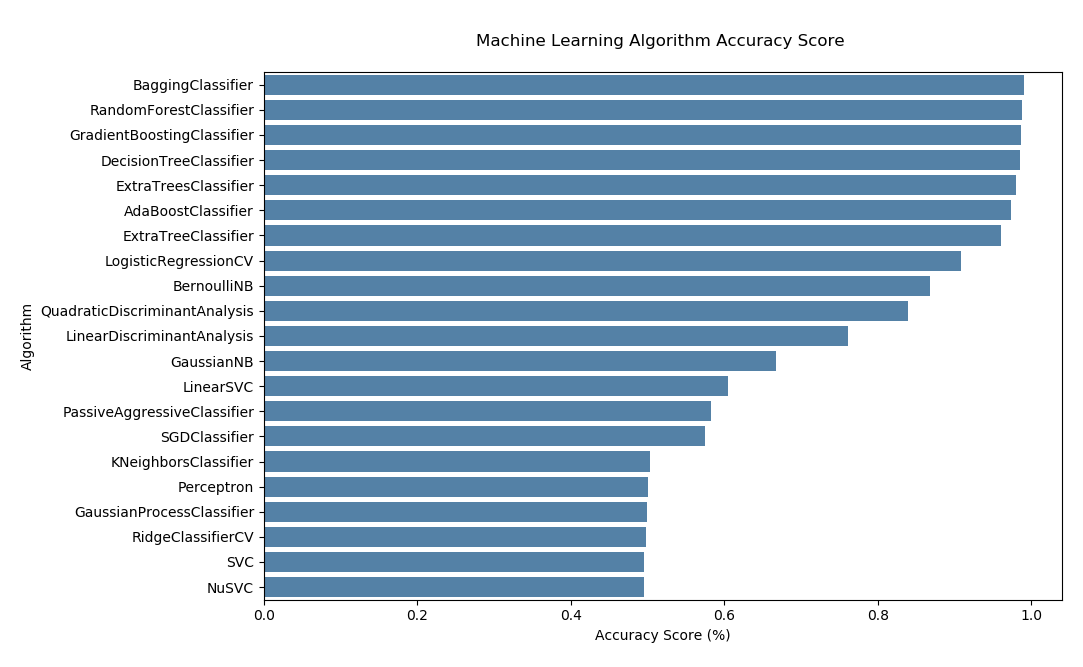 Machine Learning Algorithm Accuracy Score
Algorithm
BaggingClassifier
RandomForestClassifier
GradientBoostingClassifier
DecisionTreeClassifier
ExtraTreesClassifier
AdaBoostClassifier
ExtraTreeClassifier
LogisticRegressionCV
BernoulliNB
QuadraticDiscriminantAnalysis
LinearDiscriminantAnalysis
GaussianNB
LinearSVC
PassiveAggressiveClassifier
SGDClassifier
KNeighborsClassifier
Perceptron
GaussianProcessClassifier
RidgeClassifierCV
SVC
NuSVC
0.0 0.2 0.4 0.6 0.8 1.0
Accuracy Score (%)